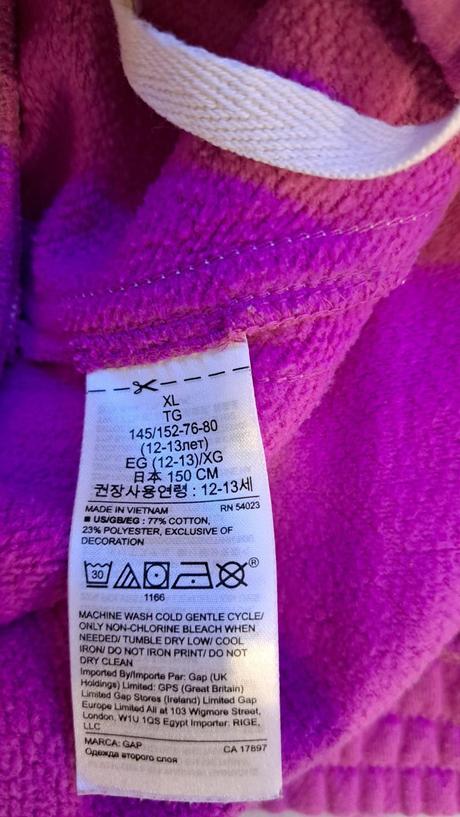 XL
TG
145/152-76-80
(12-13лет)
EG (12-13)/XG
日本 150 CM
권장사용연령 : 12-13세
MADE IN VIETNAM RN 54023
■ US/GB/EG : 77% COTTON,
23% POLYESTER, EXCLUSIVE OF
DECORATION
30 ®
1166
MACHINE WASH COLD GENTLE CYCLE/
ONLY NON-CHLORINE BLEACH WHEN
NEEDED/ TUMBLE DRY LOW/ COOL
IRON/ DO NOT IRON PRINT/ DO NOT
DRY CLEAN
Imported By/Importe Par: Gap (UK
Holdings) Limited: GPS (Great Britain)
Limited Gap Stores (Ireland) Limited Gap
Europe Limited All at 103 Wigmore Street,
London, W1U 1QS Egypt Importer: RIGE,
LLC
MARCA: GAP CA 17897
Одежда второго слоя